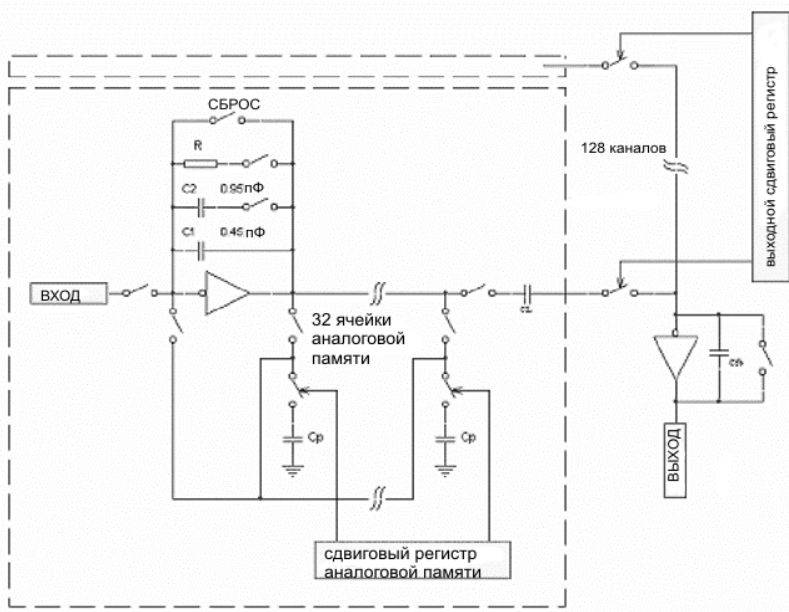 СБРОС
R
C2 0.95пФ
C1 0.45пФ
128 каналов
выходной сдвиговый регистр
ВХОД
32 ячейки
аналоговой
памяти
Cp
Cp
ВЫХОД
сдвиговый регистр
аналоговой памяти